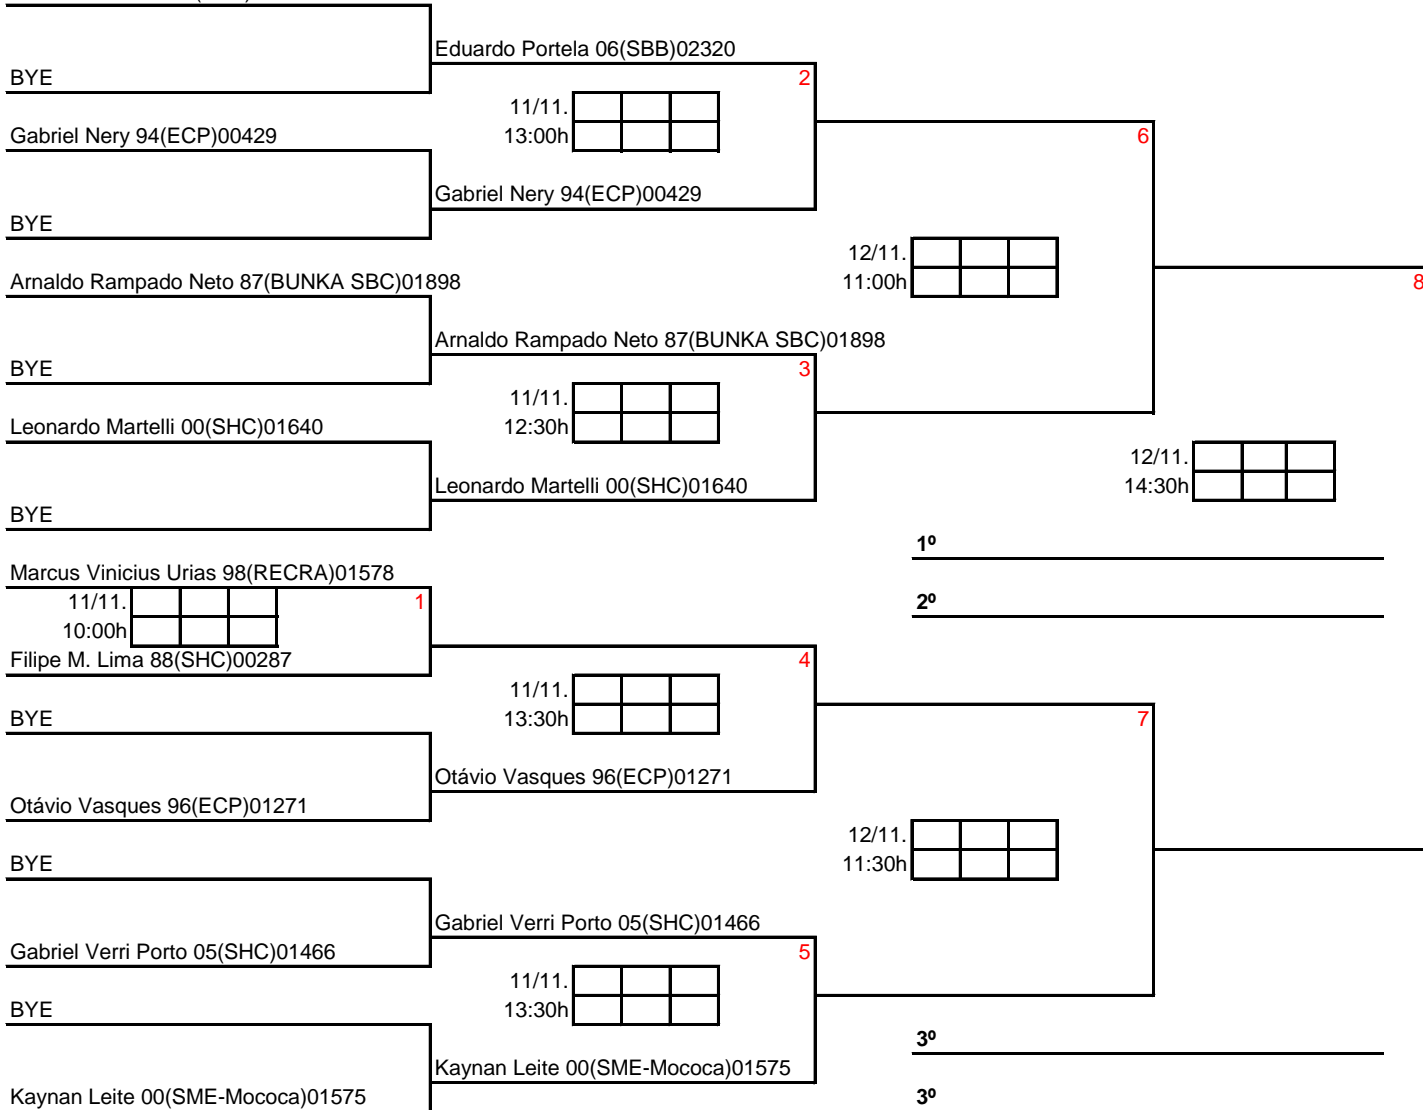 Eduardo Portela 06(SBB)02320
BYE
2
11/11.
13:00h
Gabriel Nery 94(ECP)00429
6
Gabriel Nery 94(ECP)00429
BYE
12/11.
11:00h
Arnaldo Rampado Neto 87(BUNKA SBC)01898
8
Arnaldo Rampado Neto 87(BUNKA SBC)01898
BYE
3
11/11.
12:30h
Leonardo Martelli 00(SHC)01640
12/11.
14:30h
Leonardo Martelli 00(SHC)01640
BYE
1º
Marcus Vinicius Urias 98(RECRA)01578
11/11.
10:00h
1
2º
Filipe M. Lima 88(SHC)00287
4
11/11.
13:30h
BYE
7
Otávio Vasques 96(ECP)01271
Otávio Vasques 96(ECP)01271
12/11.
11:30h
BYE
Gabriel Verri Porto 05(SHC)01466
Gabriel Verri Porto 05(SHC)01466
5
11/11.
13:30h
BYE
3º
Kaynan Leite 00(SME-Mococa)01575
Kaynan Leite 00(SME-Mococa)01575
3º